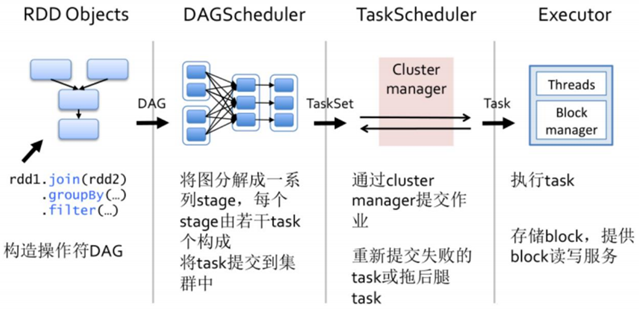 RDD Objects
DAGScheduler
TaskScheduler
Executor
DAG
TaskSet
Cluster
manager
Task
Threads
Block
manager
rdd1.join(rdd2)
.groupBy(…)
.filter(…)
构造操作符DAG
将图分解成一系
列stage，每个
stage由若干task
个构成
将task提交到集
群中
通过cluster
manager提交作
业
重新提交失败的
task或拖后腿
task
执行task
存储block，提供
block读写服务